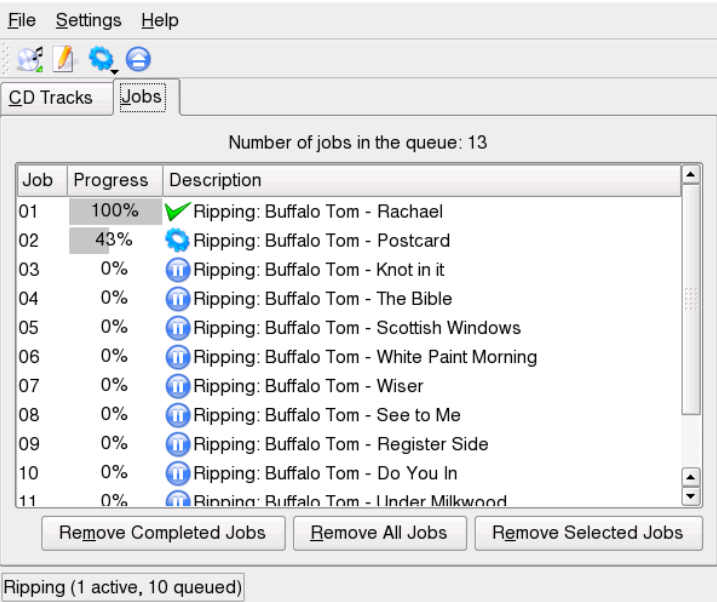 File Settings Help
CD Tracks Jobs
Number of jobs in the queue: 13
Job Progress Description
01 100% Ripping: Buffalo Tom - Rachael
02 43% Ripping: Buffalo Tom - Postcard
03 0% Ripping: Buffalo Tom - Knot in it
04 0% Ripping: Buffalo Tom - The Bible
05 0% Ripping: Buffalo Tom - Scottish Windows
06 0% Ripping: Buffalo Tom - White Paint Morning
07 0% Ripping: Buffalo Tom - Wiser
08 0% Ripping: Buffalo Tom - See to Me
09 0% Ripping: Buffalo Tom - Register Side
10 0% Ripping: Buffalo Tom - Do You In
11 0% Ripping: Buffalo Tom - Under Milkwood
Remove Completed Jobs Remove All Jobs Remove Selected Jobs
Ripping (1 active, 10 queued)